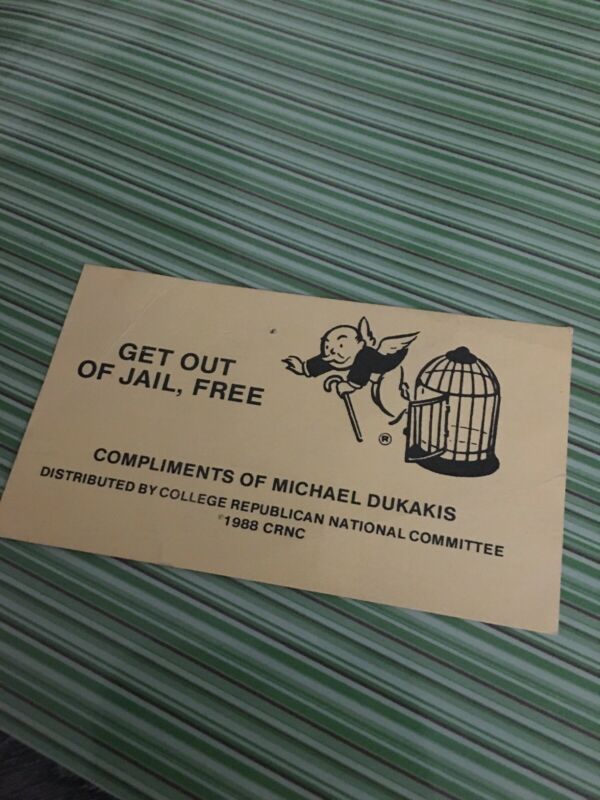 GET OUT
OF JAIL, FREE
®
COMPLIMENTS OF MICHAEL DUKAKIS
DISTRIBUTED BY COLLEGE REPUBLICAN NATIONAL COMMITTEE
©1988 CRNC